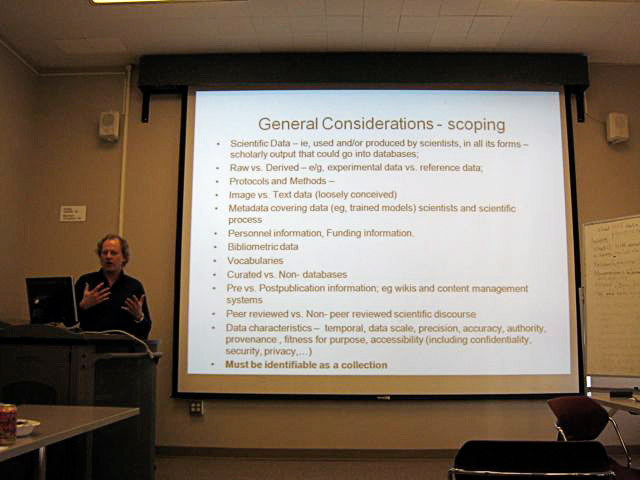 General Considerations - scoping
• Scientific Data – ie, used and/or produced by scientists, in all its forms –
scholarly output that could go into databases;
• Raw vs. Derived – e/g, experimental data vs. reference data;
• Protocols and Methods –
• Image vs. Text data (loosely conceived)
• Metadata covering data (eg, trained models) scientists and scientific
process
• Personnel information, Funding information.
• Bibliometric data
• Vocabularies
• Curated vs. Non- databases
• Pre vs. Postpublication information; eg wikis and content management
systems
• Peer reviewed vs. Non- peer reviewed scientific discourse
• Data characteristics – temporal, data scale, precision, accuracy, authority,
provenance , fitness for purpose, accessibility (including confidentiality,
security, privacy,...)
• Must be identifiable as a collection